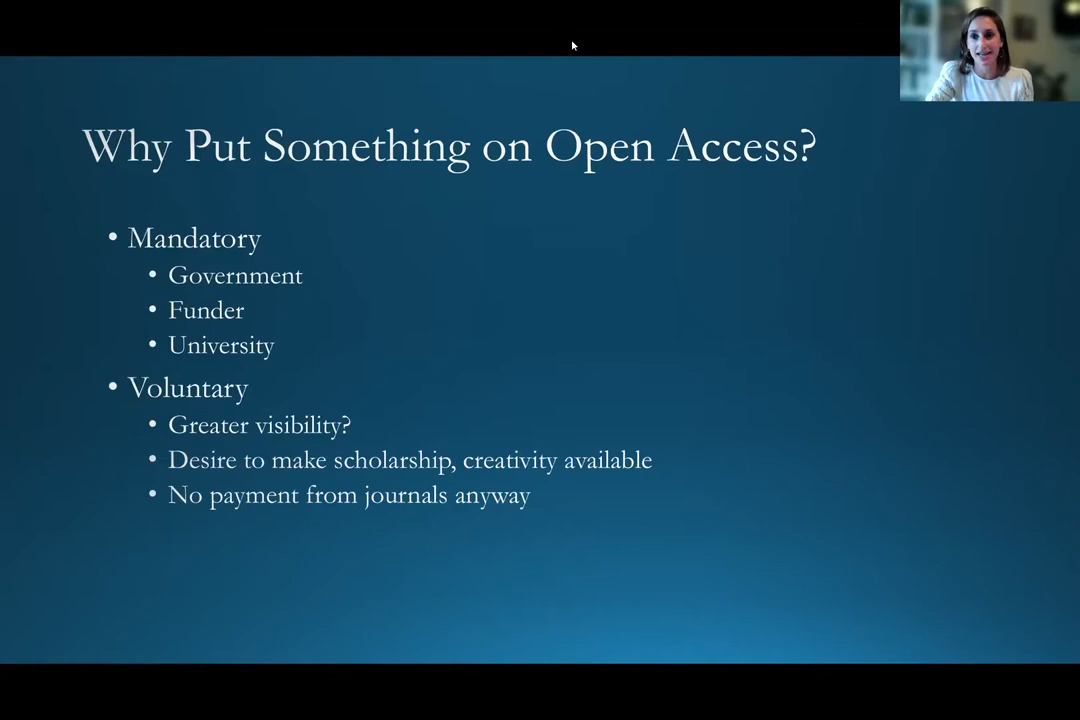 Why Put Something on Open Access?
• Mandatory
• Government
• Funder
• University
• Voluntary
• Greater visibility?
• Desire to make scholarship, creativity available
• No payment from journals anyway